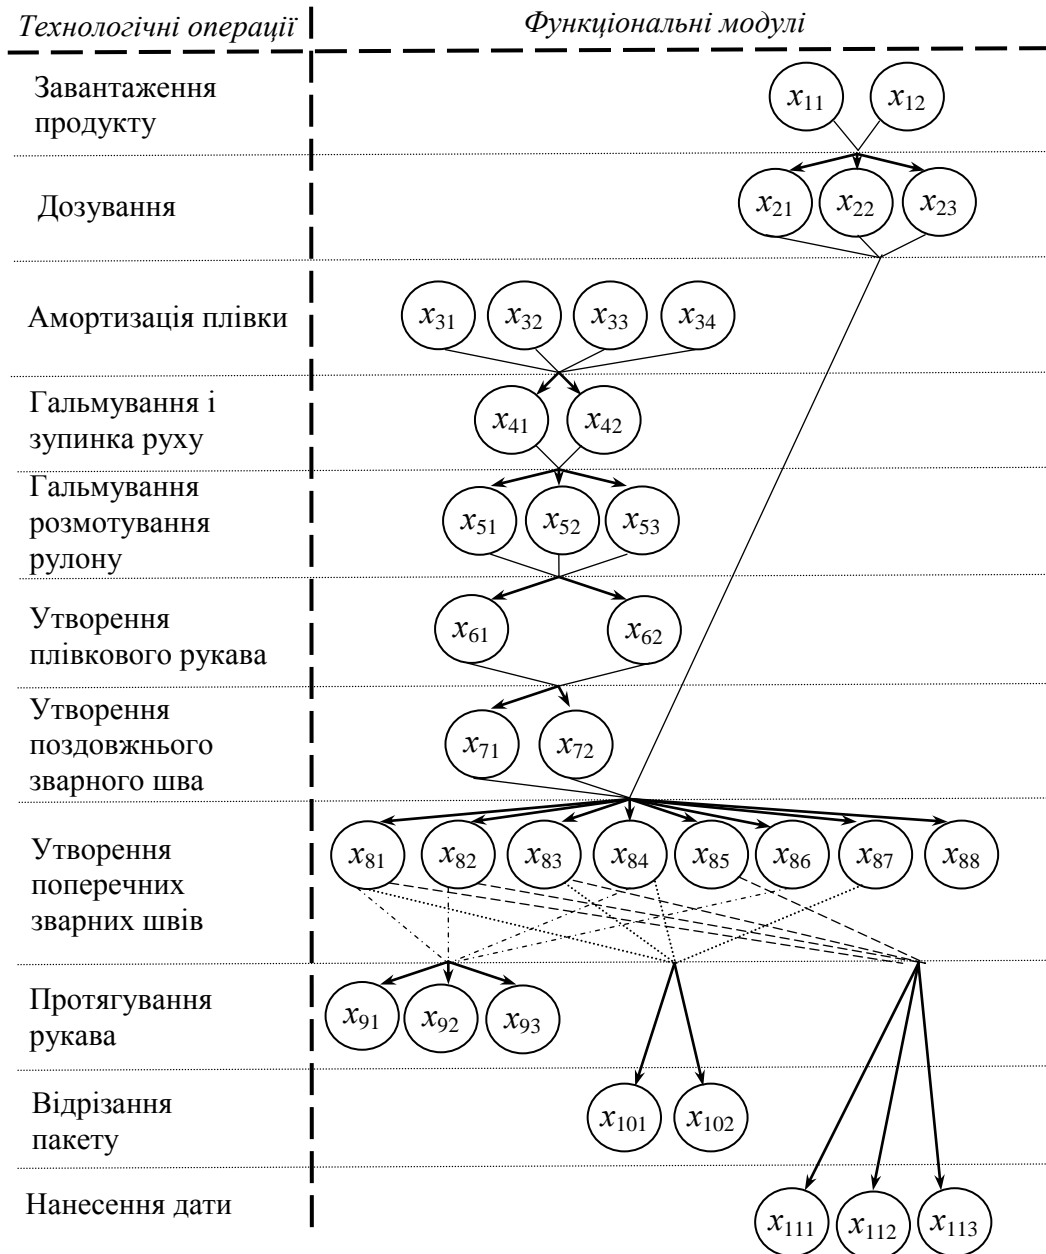 Технологічні операції Функціональні модулі
Завантаження
продукту
x11 x12
Дозування
x21 x22 x23
Амортизація плівки
x31 x32 x33 x34
Гальмування і
зупинка руху
x41 x42
Гальмування
розмотування
рулону
x51 x52 x53
Утворення
плівкового рукава
x61 x62
Утворення
поздовжнього
зварного шва
x71 x72
Утворення
поперечних
зварних швів
x81 x82 x83 x84 x85 x86 x87 x88
Протягування
рукава
x91 x92 x93
Відрізання
пакету
x101 x102
Нанесення дати
x111 x112 x113